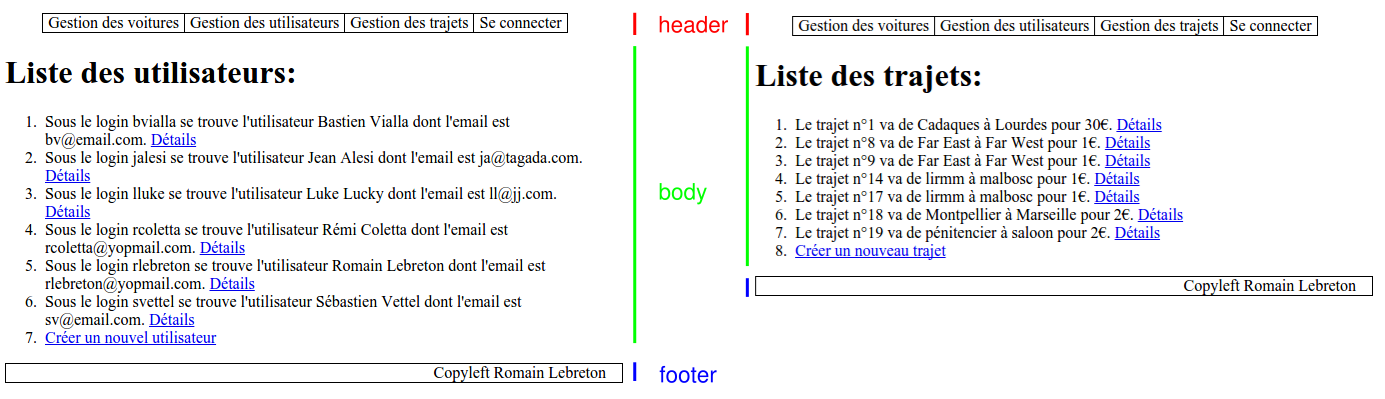 Gestion des voitures Gestion des utilisateurs Gestion des trajets Se connecter
Liste des utilisateurs:
1. Sous le login bvialla se trouve l'utilisateur Bastien Vialla dont l'email est
bv@email.com. Détails
2. Sous le login jalesi se trouve l'utilisateur Jean Alesi dont l'email est ja@tagada.com.
Détails
3. Sous le login lluke se trouve l'utilisateur Luke Lucky dont l'email est ll@jj.com.
Détails
4. Sous le login rcoletta se trouve l'utilisateur Rémi Coletta dont l'email est
rcoletta@yopmail.com. Détails
5. Sous le login rlebreton se trouve l'utilisateur Romain Lebreton dont l'email est
rlebreton@yopmail.com. Détails
6. Sous le login svettel se trouve l'utilisateur Sébastien Vettel dont l'email est
sv@email.com. Détails
7. Créer un nouvel utilisateur
Copyleft Romain Lebreton
header
body
footer
Gestion des voitures Gestion des utilisateurs Gestion des trajets Se connecter
Liste des trajets:
1. Le trajet n°1 va de Cadaques à Lourdes pour 30€. Détails
2. Le trajet n°8 va de Far East à Far West pour 1€. Détails
3. Le trajet n°9 va de Far East à Far West pour 1€. Détails
4. Le trajet n°14 va de lirmm à malbosc pour 1€. Détails
5. Le trajet n°17 va de lirmm à malbosc pour 1€. Détails
6. Le trajet n°18 va de Montpellier à Marseille pour 2€. Détails
7. Le trajet n°19 va de pénitencier à saloon pour 2€. Détails
8. Créer un nouveau trajet
Copyleft Romain Lebreton